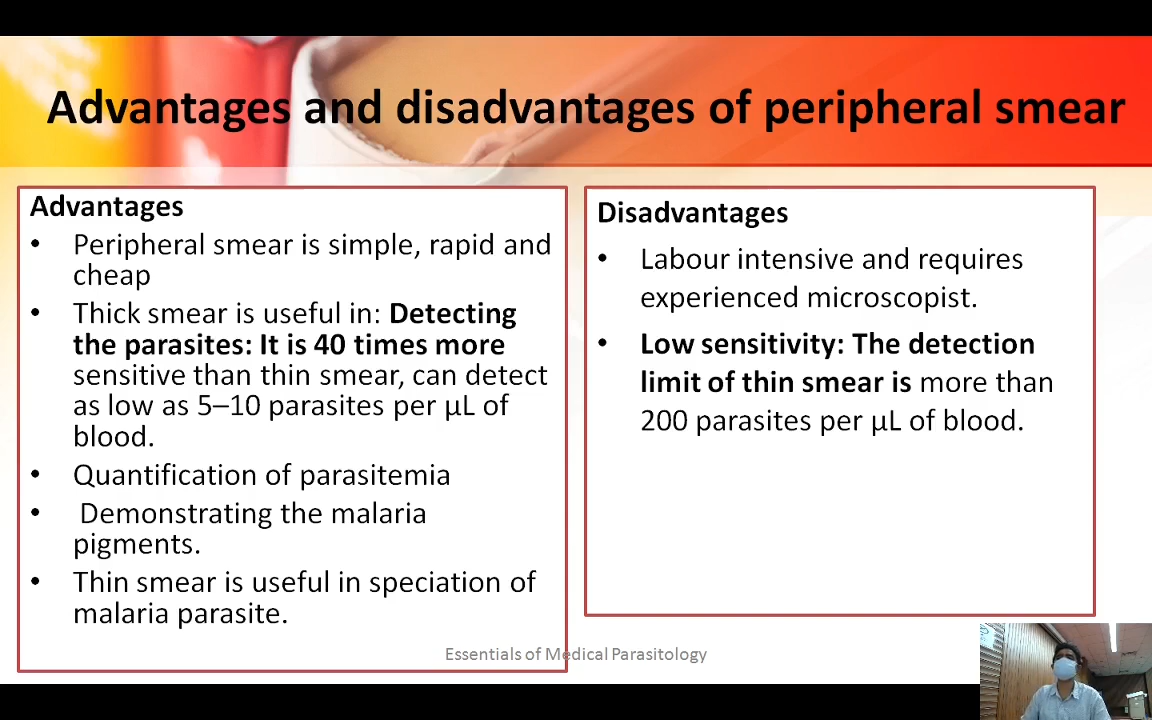 Advantages and disadvantages of peripheral smear
Advantages
• Peripheral smear is simple, rapid and
cheap
• Thick smear is useful in: Detecting
the parasites: It is 40 times more
sensitive than thin smear, can detect
as low as 5–10 parasites per µL of
blood.
• Quantification of parasitemia
• Demonstrating the malaria
pigments.
• Thin smear is useful in speciation of
malaria parasite.
Disadvantages
• Labour intensive and requires
experienced microscopist.
• Low sensitivity: The detection
limit of thin smear is more than
200 parasites per µL of blood.
Essentials of Medical Parasitology